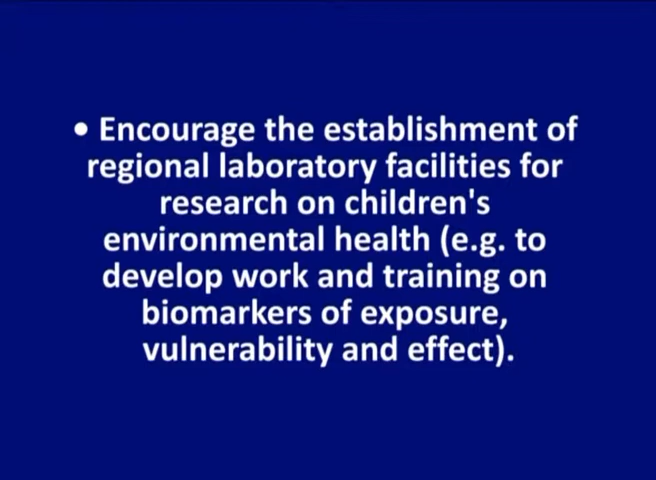 • Encourage the establishment of
regional laboratory facilities for
research on children's
environmental health (e.g. to
develop work and training on
biomarkers of exposure,
vulnerability and effect).